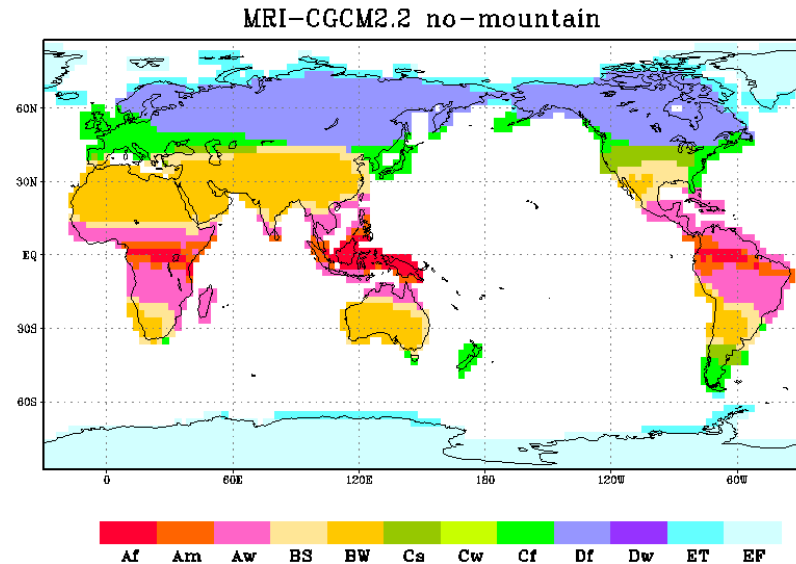 MRI-CGCM2.2 no-mountain
60N
30N
EQ
30S
60S
0 60E 120E 180 120W 60W
Af Am Aw BS BW Cs Cw Cf Df Dw ET EF